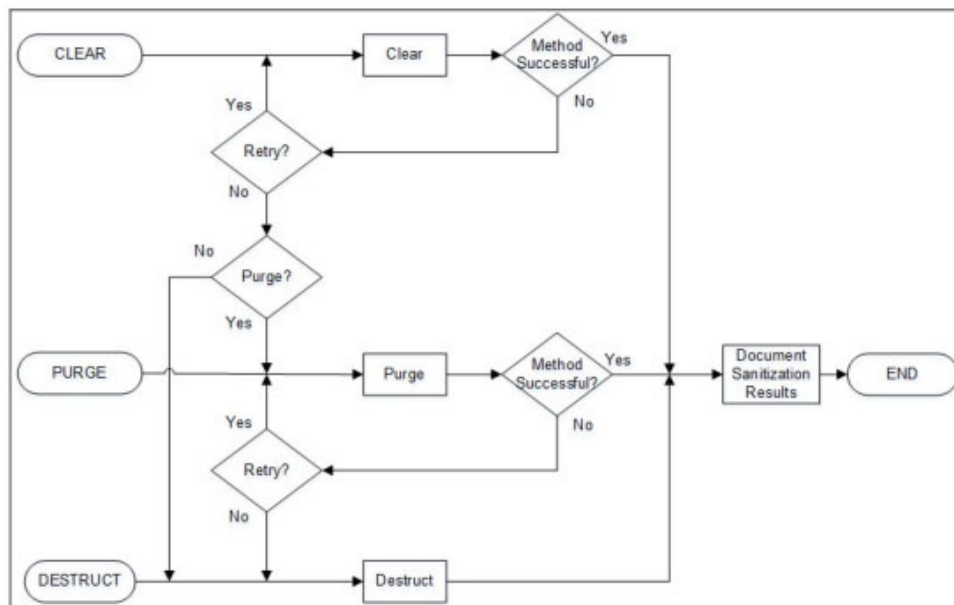 CLEAR
Clear
Method
Successful?
Yes
No
Yes
Retry?
No
No
Purge?
Yes
PURGE
Purge
Method
Successful?
Yes
Document
Sanitization
Results
END
No
Yes
Retry?
No
DESTRUCT
Destruct